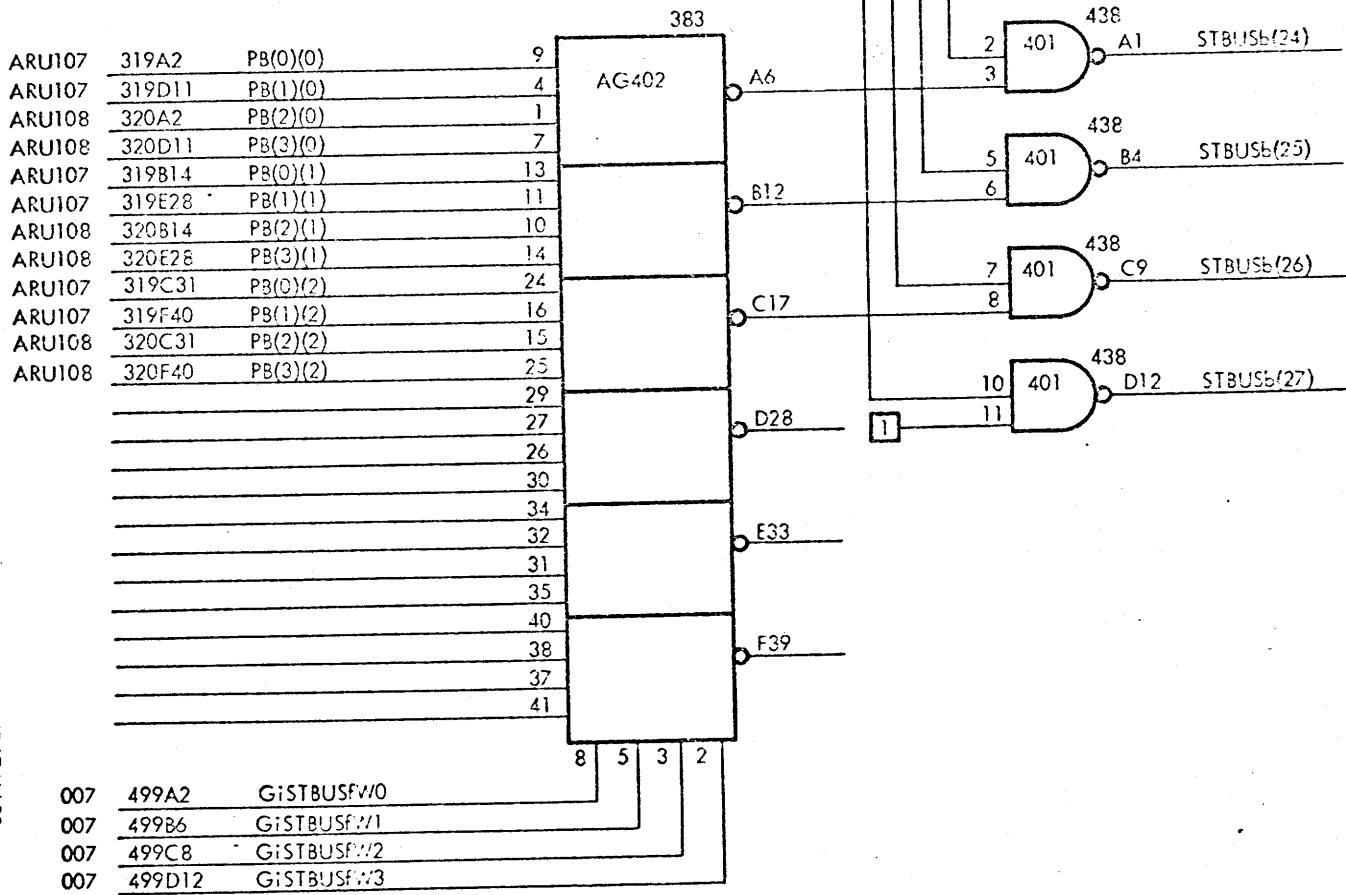 383
438
ARU107 319A2 PB(0)(0) 9
AG402
A6
2 401 A1 STBUSb(24)
3
ARU107 319D11 PB(1)(0) 4
ARU108 320A2 PB(2)(0) 1
ARU108 320D11 PB(3)(0) 7
438
5 401 B4 STBUSb(25)
6
ARU107 319B14 PB(0)(1) 13
ARU107 319E28 PB(1)(1) 11
B12
ARU108 320B14 PB(2)(1) 10
ARU108 320E28 PB(3)(1) 14
438
7 401 C9 STBUSb(26)
8
ARU107 319C31 PB(0)(2) 24
ARU107 319F40 PB(1)(2) 16
C17
ARU108 320C31 PB(2)(2) 15
ARU108 320F40 PB(3)(2) 25
438
10 401 D12 STBUSb(27)
11
1
29
27
D28
26
30
34
32
E33
31
35
40
38
F39
37
41
8 5 3 2
007 499A2 GiSTBUSfW0
007 499B6 GiSTBUSfW1
007 499C8 GiSTBUSfW2
007 499D12 GiSTBUSfW3